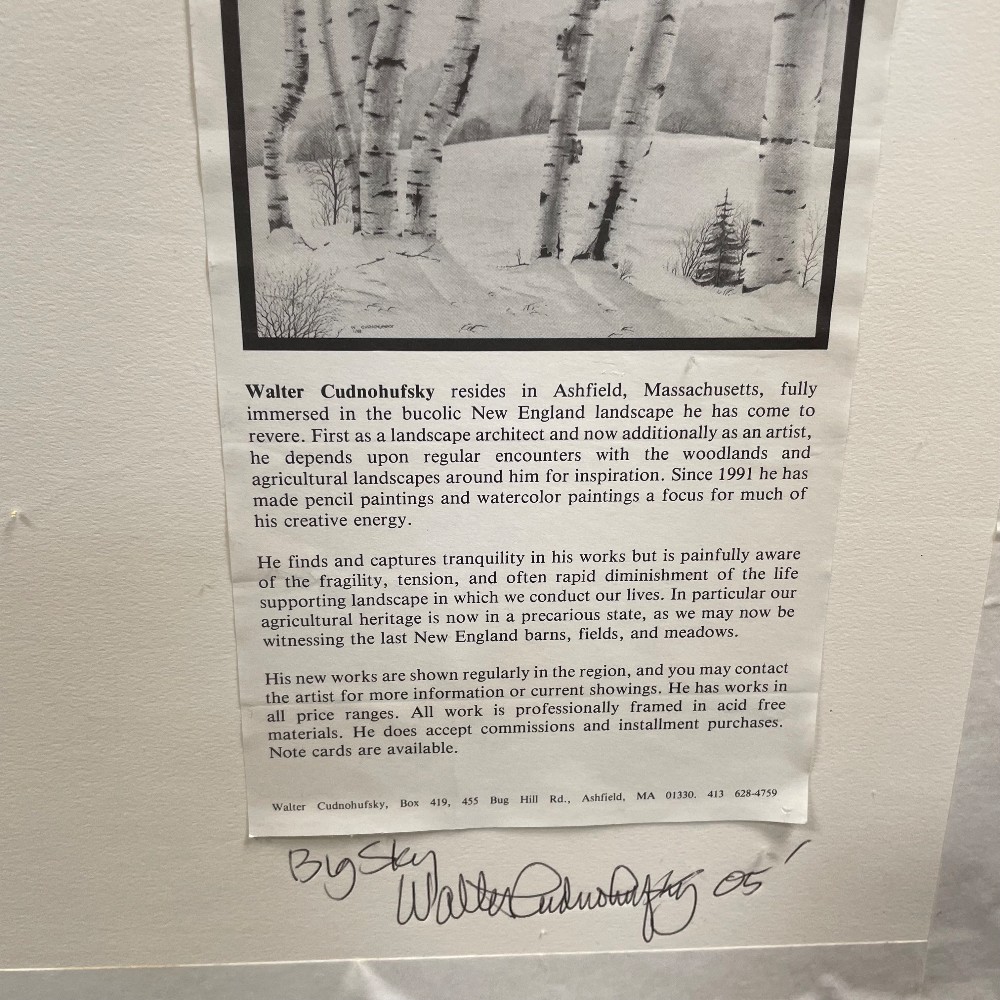 Walter Cudnohufsky resides in Ashfield, Massachusetts, fully
immersed in the bucolic New England landscape he has come to
revere. First as a landscape architect and now additionally as an artist,
he depends upon regular encounters with the woodlands and
agricultural landscapes around him for inspiration. Since 1991 he has
made pencil paintings and watercolor paintings a focus for much of
his creative energy.
He finds and captures tranquility in his works but is painfully aware
of the fragility, tension, and often rapid diminishment of the life
supporting landscape in which we conduct our lives. In particular our
agricultural heritage is now in a precarious state, as we may now be
witnessing the last New England barns, fields, and meadows.
His new works are shown regularly in the region, and you may contact
the artist for more information or current showings. He has works in
all price ranges. All work is professionally framed in acid free
materials. He does accept commissions and installment purchases.
Note cards are available.
Walter Cudnohufsky, Box 419, 455 Bug Hill Rd., Ashfield, MA 01330. 413 628-4759
Big Sky
Walter Cudnohufsky 05'